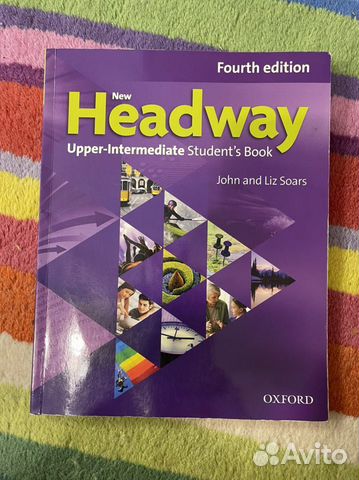 Fourth edition
New
Headway
Upper-Intermediate Student's Book
John and Liz Soars
OXFORD
Avito